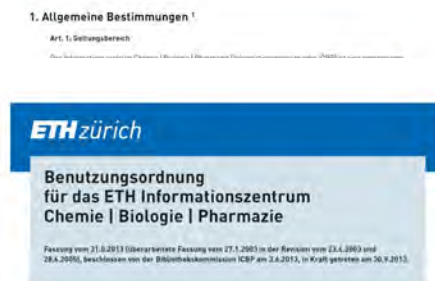 1. Allgemeine Bestimmungen ¹
Art. 1: Geltungsbereich
ETH zürich
Benutzungsordnung
für das ETH Informationszentrum
Chemie | Biologie | Pharmazie
Fassung vom 31.0.2013 (überarbeitete Fassung vom 27.1.2003 in der Revision vom 23.4.2003 und
28.4.2005), beschlossen von der Bibliothekskommission ICBP am 3.6.2013, in Kraft getreten am 30.9.2013.